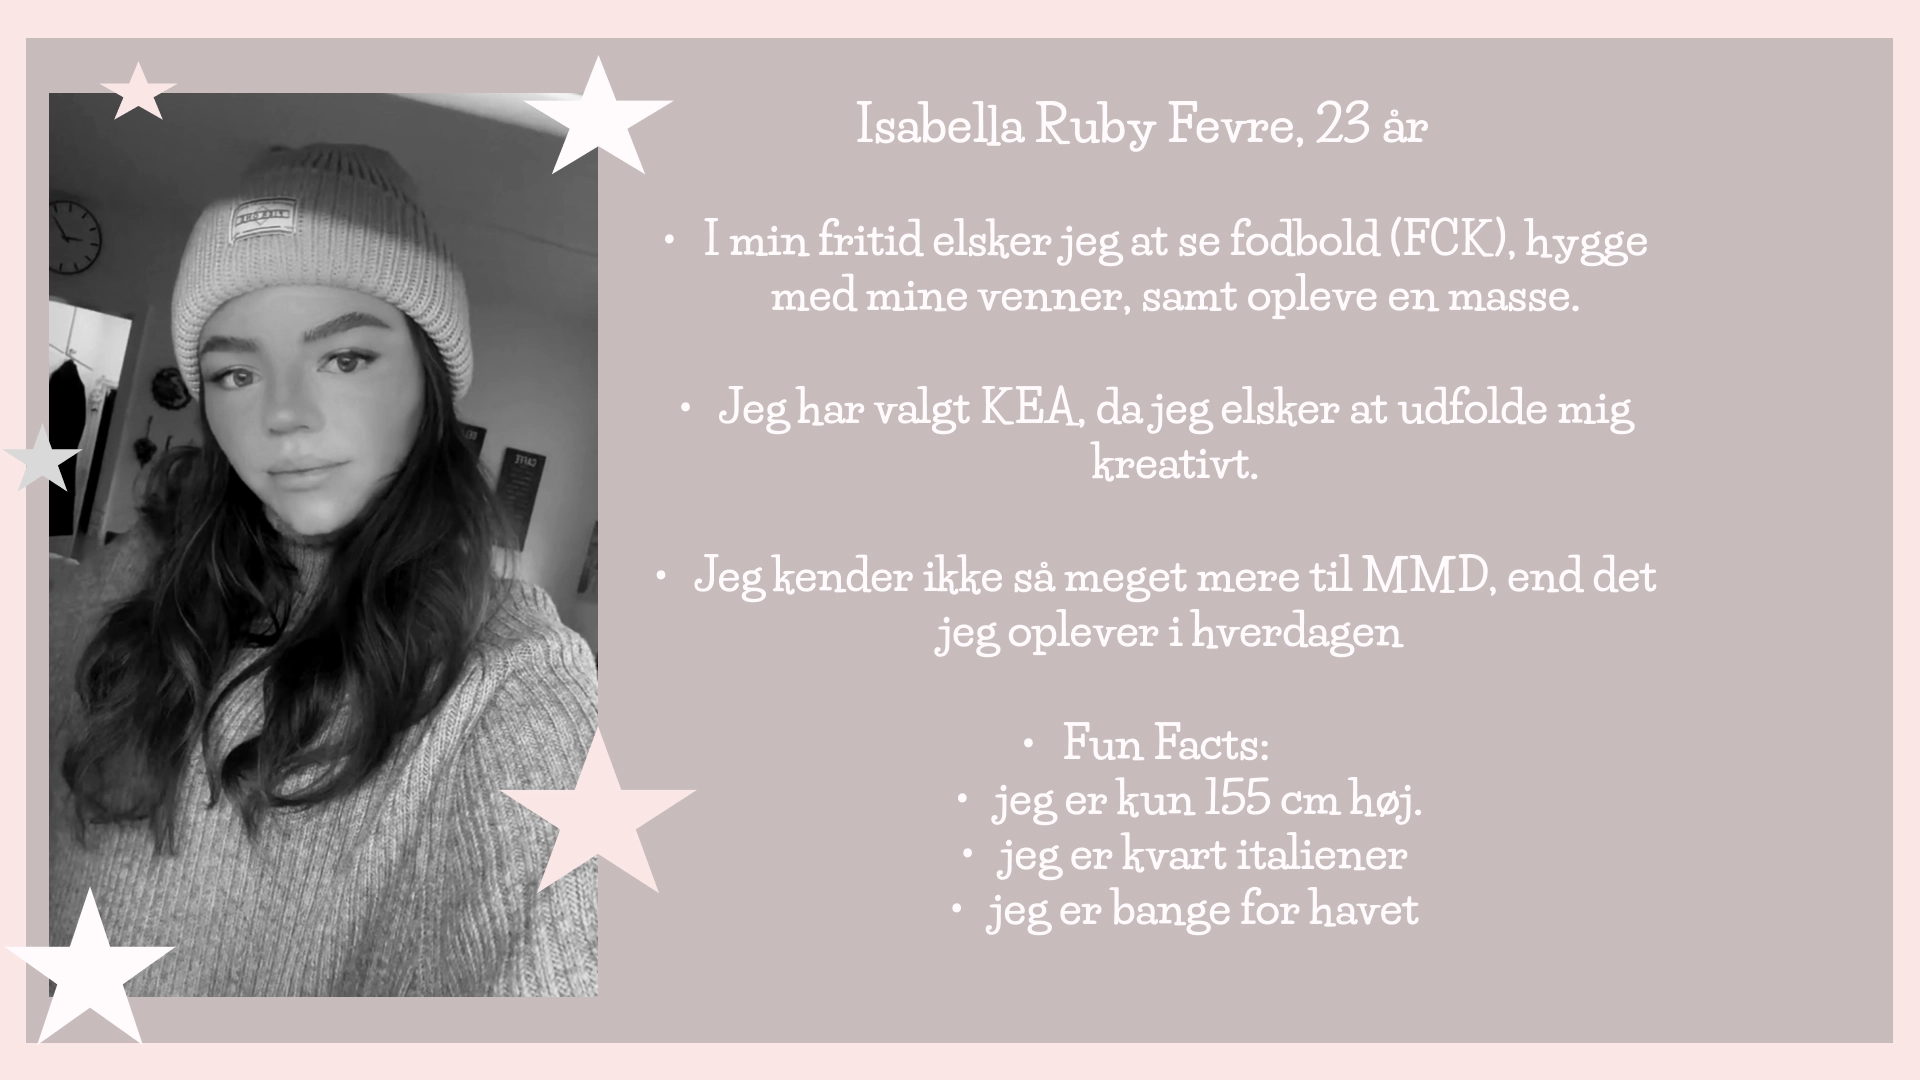 Isabella Ruby Fevre, 23 år
• I min fritid elsker jeg at se fodbold (FCK), hygge
med mine venner, samt opleve en masse.
• Jeg har valgt KEA, da jeg elsker at udfolde mig
kreativt.
• Jeg kender ikke så meget mere til MMD, end det
jeg oplever i hverdagen
• Fun Facts:
• jeg er kun 155 cm høj.
• jeg er kvart italiener
• jeg er bange for havet